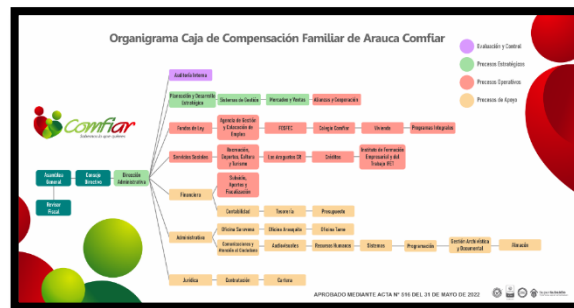 Organigrama Caja de Compensación Familiar de Arauca Comfiar
Evaluación y Control
Procesos Estratégicos
Procesos Operativos
Procesos de Apoyo
Auditoría Interna
Planeación y Desarrollo
Estratégico
Sistemas de Gestión
Mercadeo y Ventas
Alianzas y Cooperación
Fondos de Ley
Agencia de Gestión
y Colocación de
Empleo
FOSFEC
Colegio Comfiar
Vivienda
Programas Integrales
comfiar
Servicios Sociales
Recreación,
Deportes, Cultura
y Turismo
Los Arrayanes CR
Créditos
Instituto de Formación
Empresarial y del
Trabajo IFET
Asamblea
General
Consejo
Directivo
Dirección
Administrativa
Revisor
Fiscal
Financiera
Subsidio,
Aportes y
Fiscalización
Contabilidad
Tesorería
Presupuesto
Administrativa
Oficina Saravena
Oficina Arauquita
Oficina Tame
Comunicaciones y
Atención al Ciudadano
Audiovisuales
Recursos Humanos
Sistemas
Programación
Gestión Archivística
y Documental
Almacén
Jurídica
Contratación
Cartera
APROBADO MEDIANTE ACTA N° 516 DEL 31 DE MAYO DE 2022